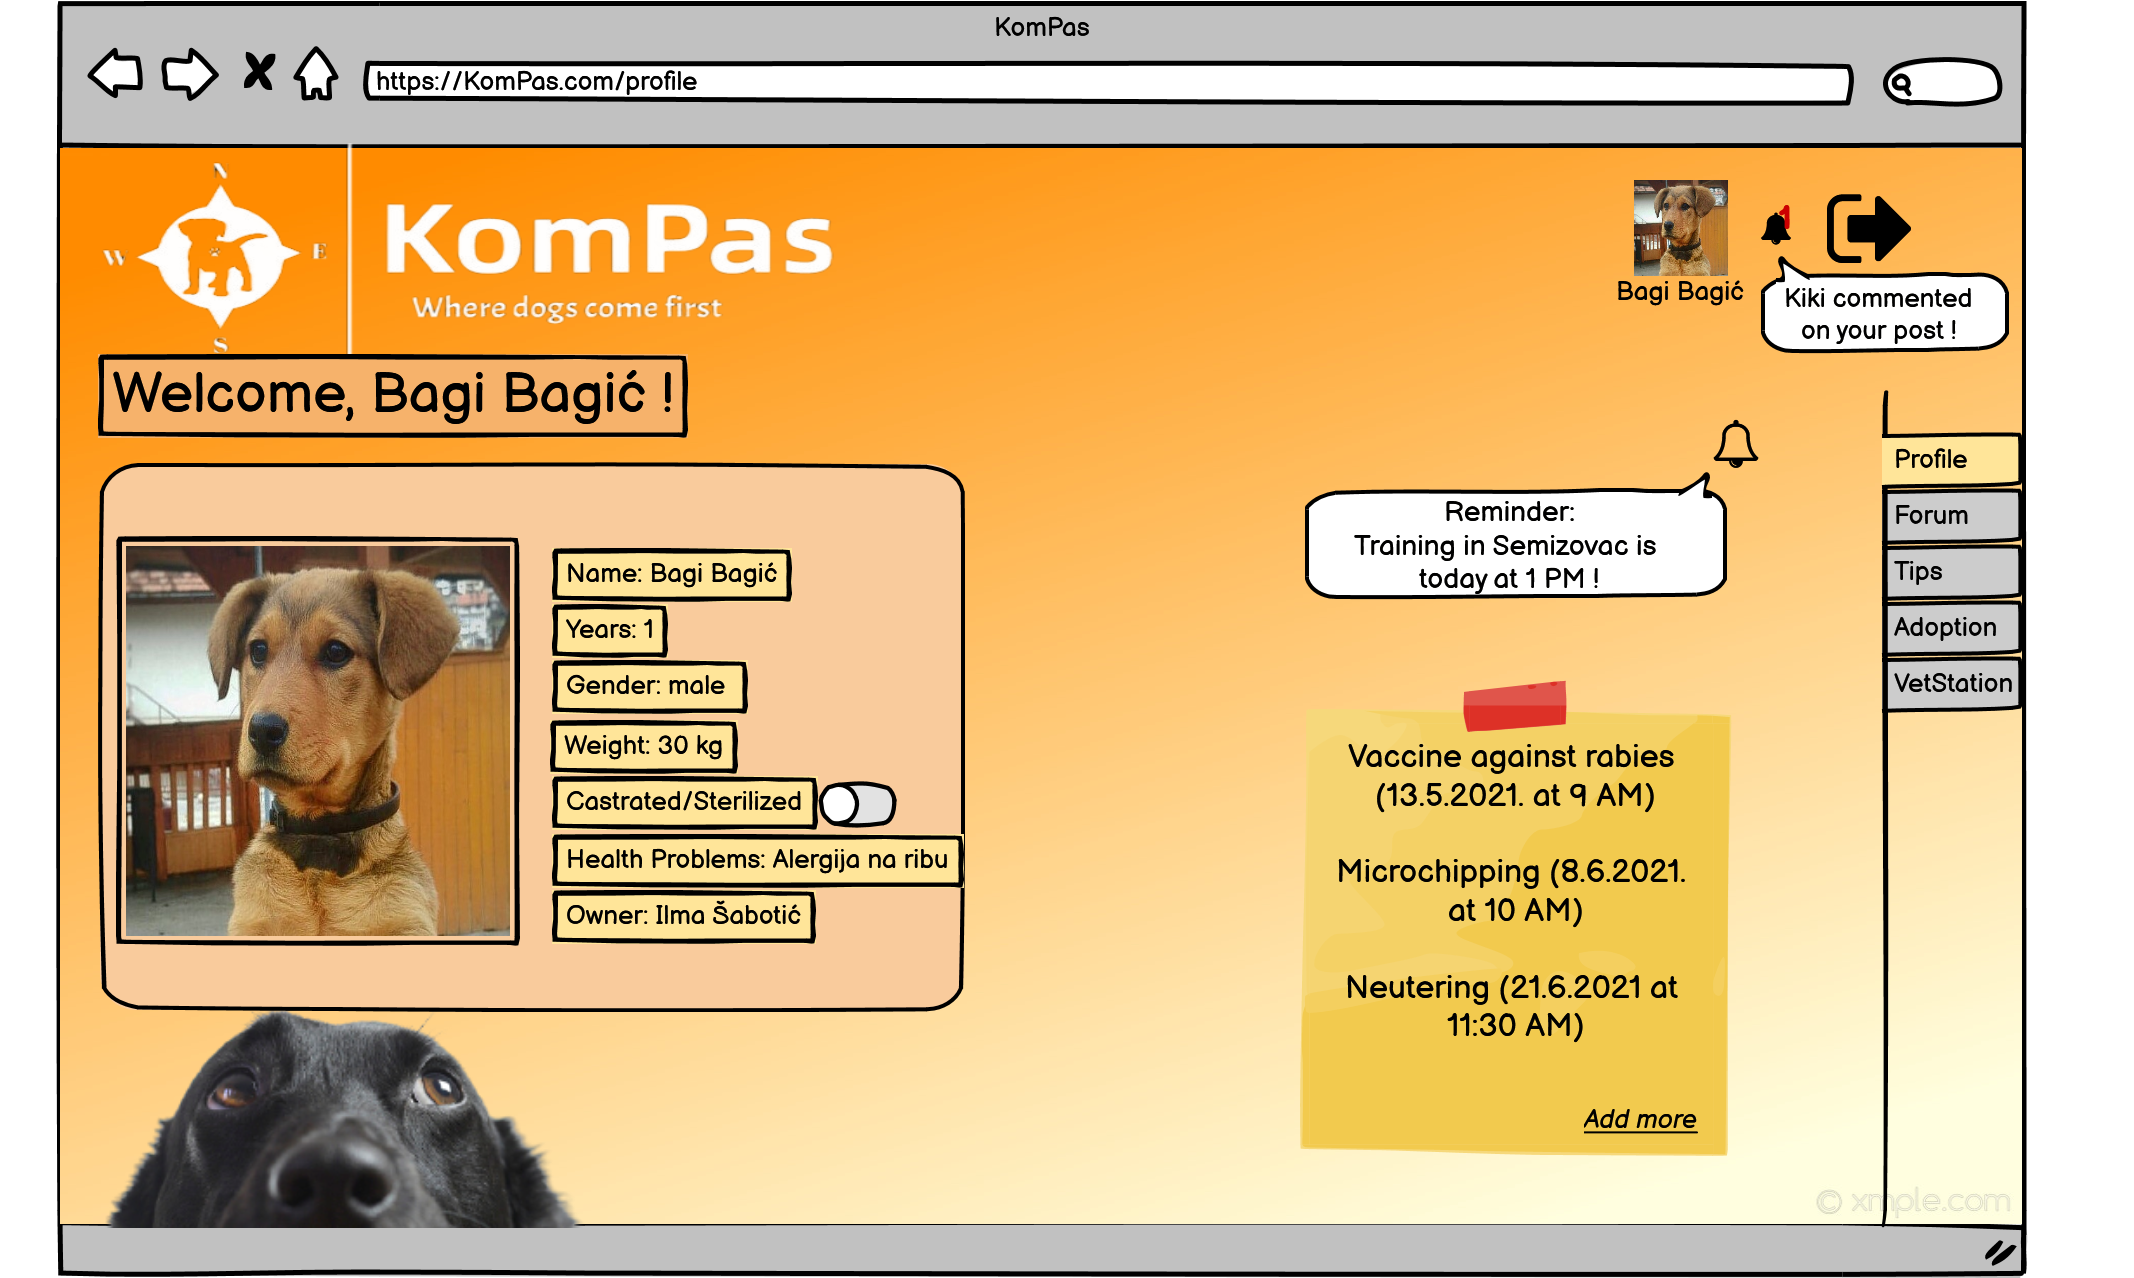 KomPas
https://KomPas.com/profile
N
W
E
S
KomPas
Where dogs come first
1
Bagi Bagić
Kiki commented
on your post !
Welcome, Bagi Bagić !
Name: Bagi Bagić
Years: 1
Gender: male
Weight: 30 kg
Castrated/Sterilized
Health Problems: Alergija na ribu
Owner: Ilma Šabotić
Reminder:
Training in Semizovac is
today at 1 PM !
Vaccine against rabies
(13.5.2021. at 9 AM)
Microchipping (8.6.2021.
at 10 AM)
Neutering (21.6.2021 at
11:30 AM)
Add more
Profile
Forum
Tips
Adoption
VetStation
© xmple.com